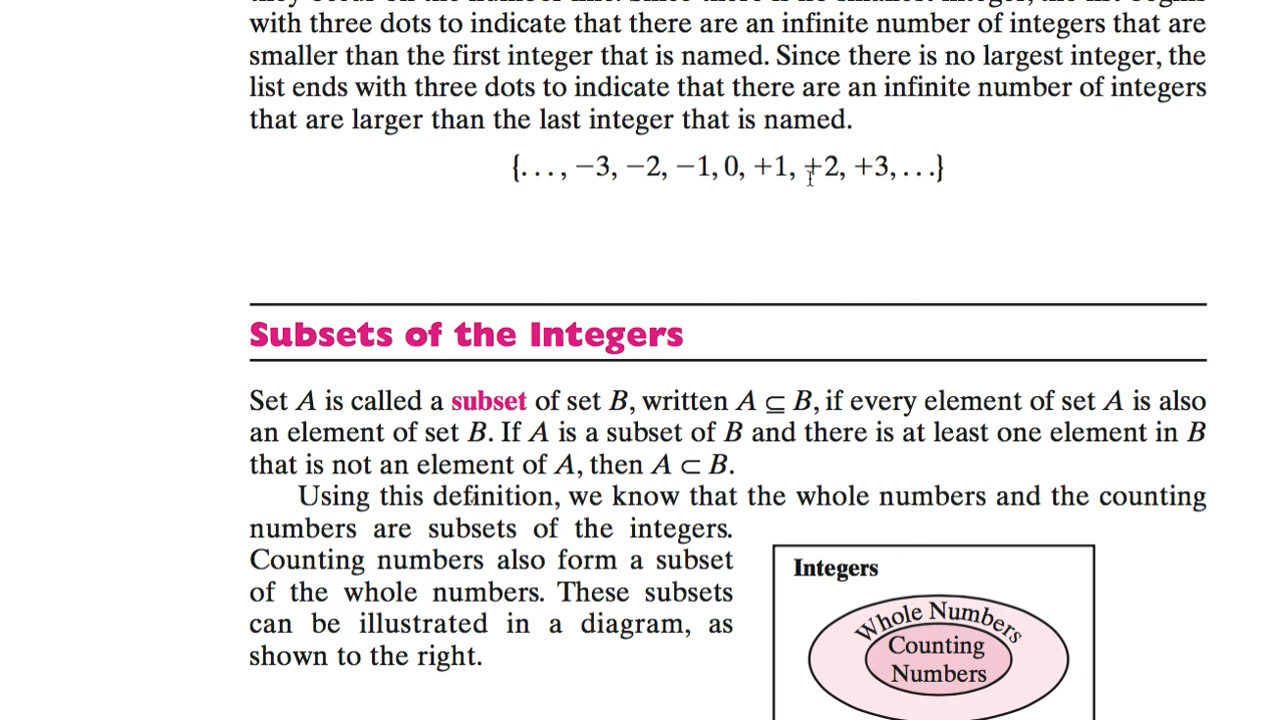 with three dots to indicate that there are an infinite number of integers that are
smaller than the first integer that is named. Since there is no largest integer, the
list ends with three dots to indicate that there are an infinite number of integers
that are larger than the last integer that is named.
{. . . , −3, −2, −1, 0, +1, +2, +3, . . .}
Subsets of the Integers
Set A is called a subset of set B, written A ⊆ B, if every element of set A is also
an element of set B. If A is a subset of B and there is at least one element in B
that is not an element of A, then A ⊂ B.
Using this definition, we know that the whole numbers and the counting
numbers are subsets of the integers.
Counting numbers also form a subset
of the whole numbers. These subsets
can be illustrated in a diagram, as
shown to the right.
Integers
Whole Numbers
Counting
Numbers